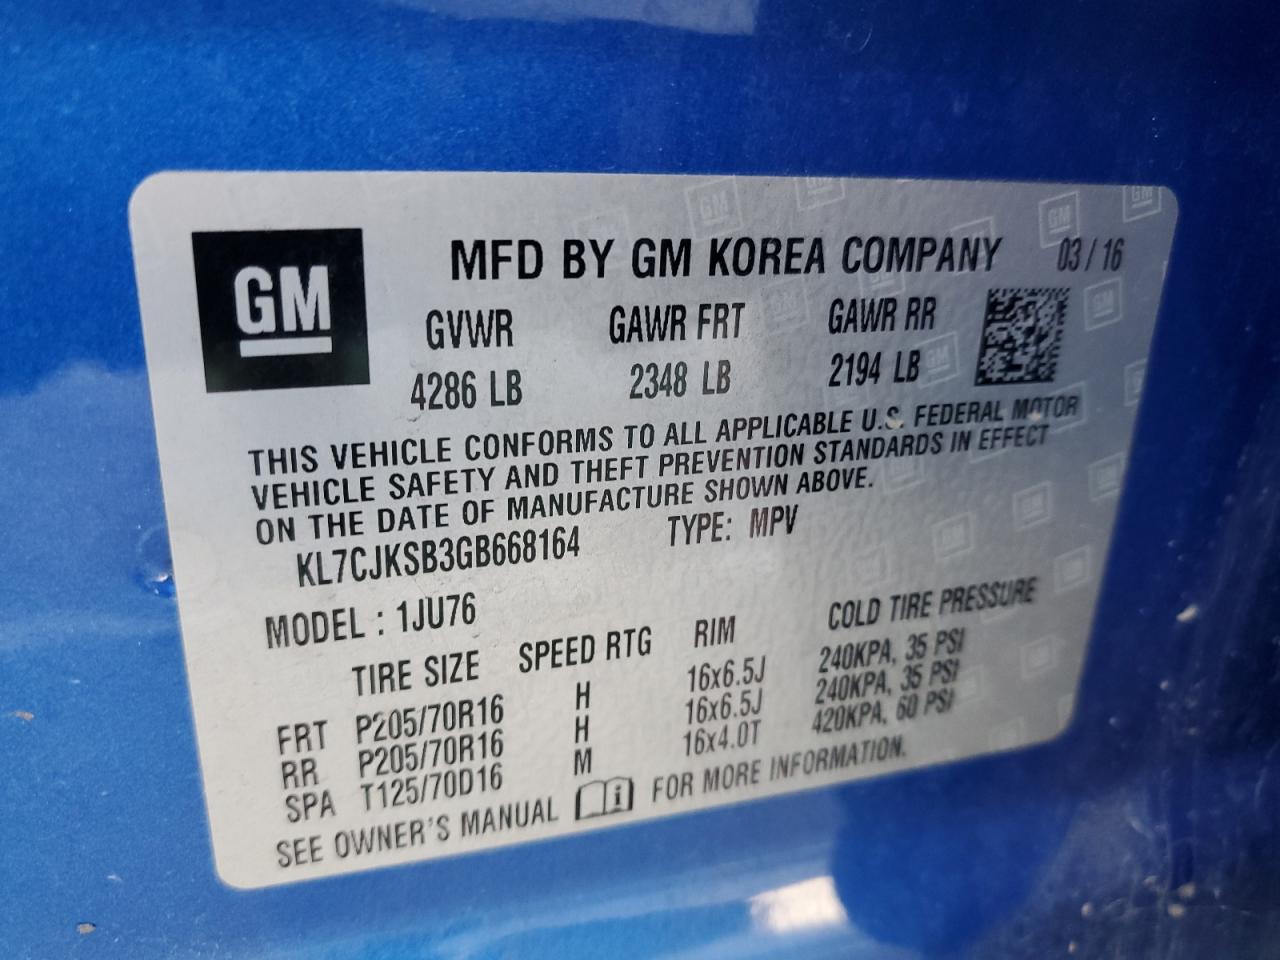 GM
MFD BY GM KOREA COMPANY 03/16
GVWR GAWR FRT GAWR RR
4286 LB 2348 LB 2194 LB
THIS VEHICLE CONFORMS TO ALL APPLICABLE U.S. FEDERAL MOTOR
VEHICLE SAFETY AND THEFT PREVENTION STANDARDS IN EFFECT
ON THE DATE OF MANUFACTURE SHOWN ABOVE.
KL7CJKSB3GB668164 TYPE: MPV
MODEL : 1JU76
TIRE SIZE SPEED RTG RIM COLD TIRE PRESSURE
FRT P205/70R16 H 16x6.5J 240KPA, 35 PSI
RR P205/70R16 H 16x6.5J 240KPA, 35 PSI
SPA T125/70D16 M 16x4.0T 420KPA, 60 PSI
SEE OWNER'S MANUAL i FOR MORE INFORMATION.